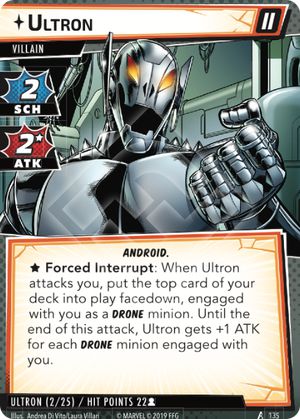 ULTRON
II
VILLAIN
2
SCH
2*
ATK
ANDROID.
★ Forced Interrupt: When Ultron
attacks you, put the top card of your
deck into play facedown, engaged
with you as a DRONE minion. Until the
end of this attack, Ultron gets +1 ATK
for each DRONE minion engaged with
you.
ULTRON (2/25) / HIT POINTS 22
Illus. Andrea Di Vito/Laura Villari
© MARVEL © 2019 FFG
135